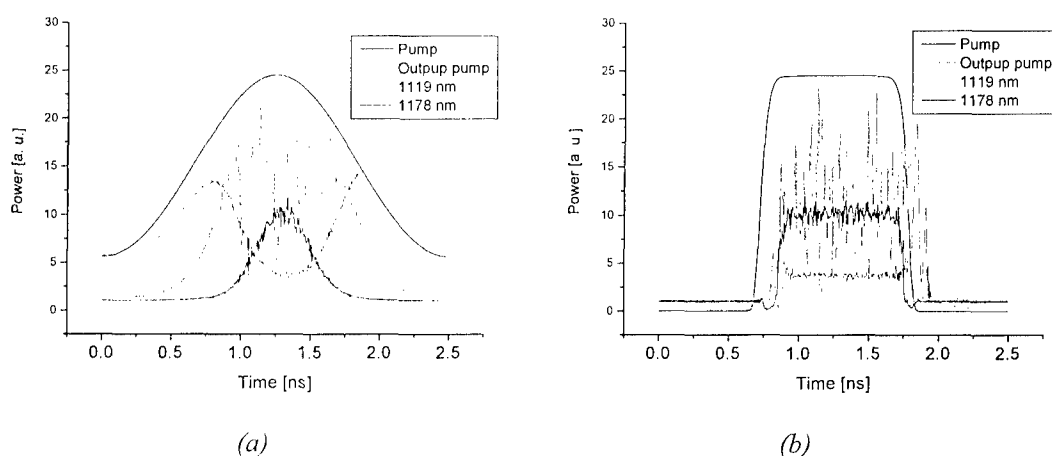 30
25
20
15
10
5
0
Power [a. u.]
Pump
Outpup pump
1119 nm
1178 nm
0.0 0.5 1.0 1.5 2.0 2.5
Time [ns]
(a)
30
25
20
15
10
5
0
Power [a u.]
Pump
Outpup pump
1119 nm
1178 nm
0.0 0.5 1.0 1.5 2.0 2.5
Time [ns]
(b)